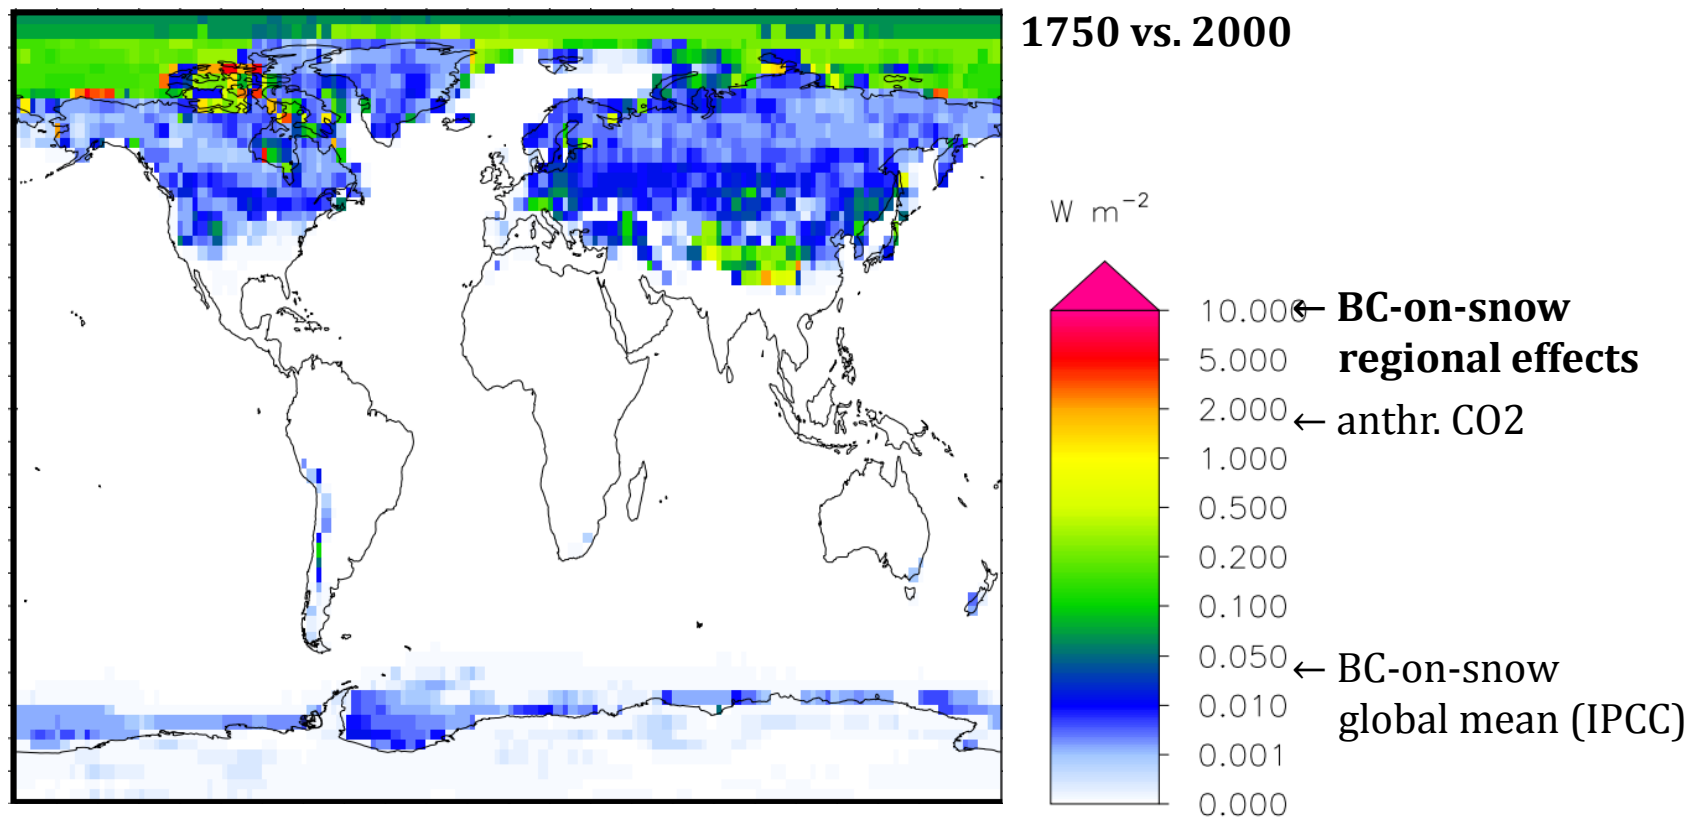 1750 vs. 2000
W m⁻²
10.000 ← BC-on-snow
regional effects
5.000
2.000 ← anthr. CO2
1.000
0.500
0.200
0.100
0.050 ← BC-on-snow
global mean (IPCC)
0.010
0.001
0.000